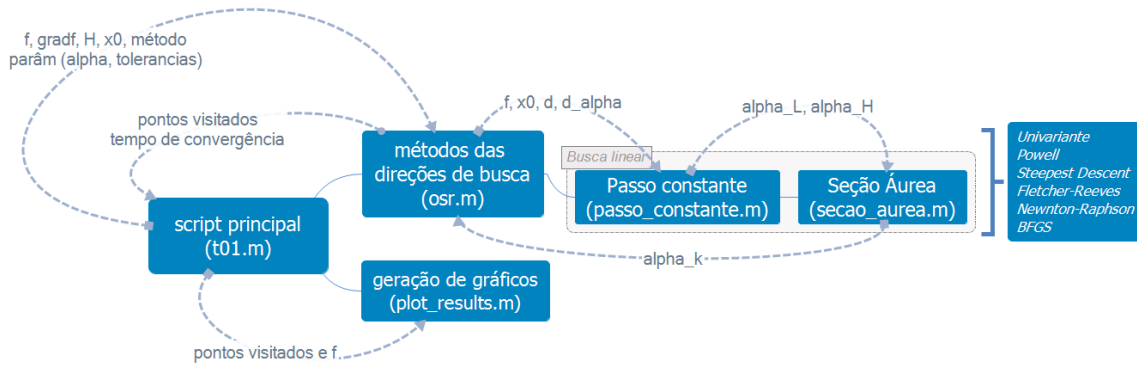 f, gradf, H, x0, método
parâm (alpha, tolerancias)
pontos visitados
tempo de convergência
f, x0, d, d_alpha
alpha_L, alpha_H
métodos das
direções de busca
(osr.m)
Busca linear
Passo constante
(passo_constante.m)
Seção Áurea
(secao_aurea.m)
Univariante
Powell
Steepest Descent
Fletcher-Reeves
Newnton-Raphson
BFGS
script principal
(t01.m)
alpha_k
geração de gráficos
(plot_results.m)
pontos visitados e f